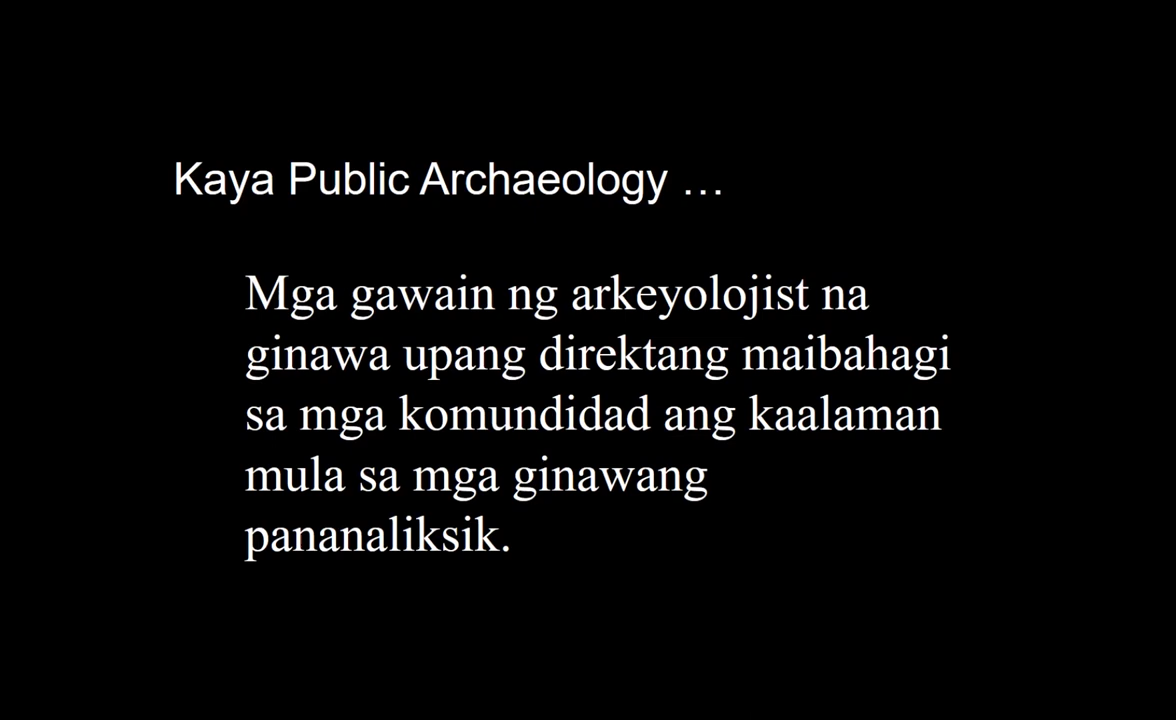 Kaya Public Archaeology …
Mga gawain ng arkeyolojist na
ginawa upang direktang maibahagi
sa mga komundidad ang kaalaman
mula sa mga ginawang
pananaliksik.